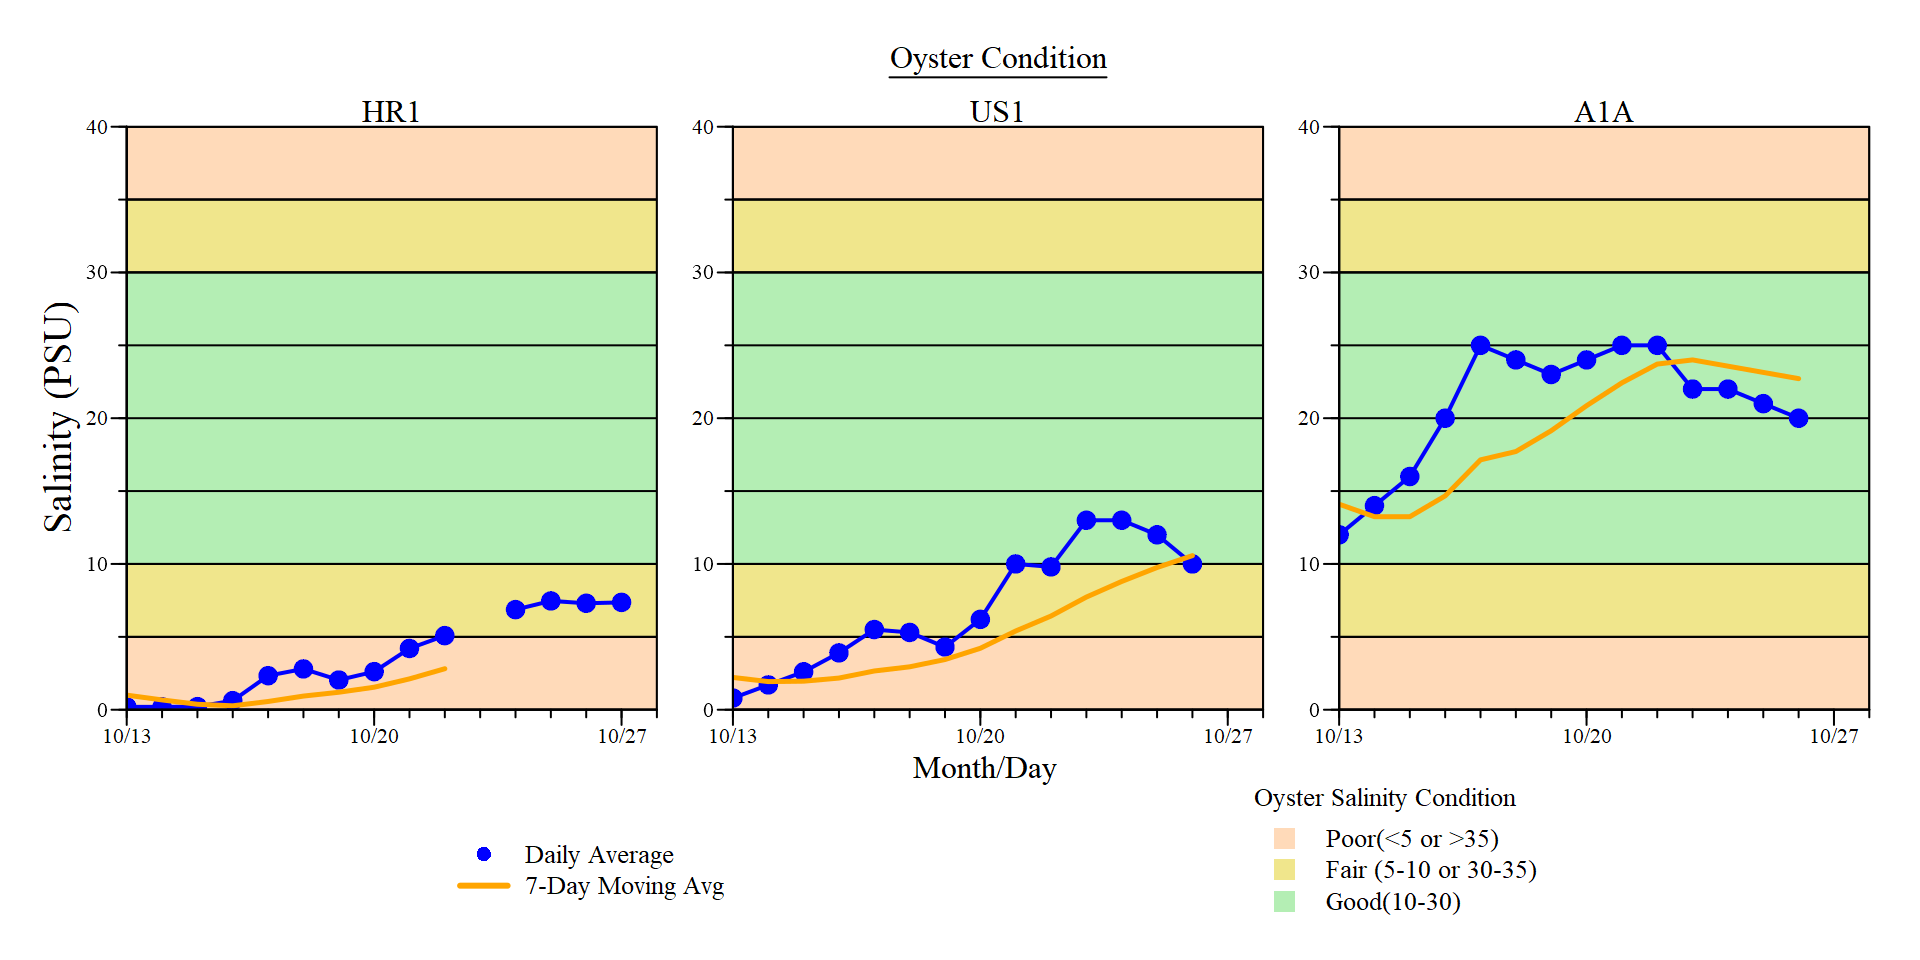 Oyster Condition
HR1
US1
A1A
Salinity (PSU)
40
30
20
10
0
10/13
10/20
10/27
40
30
20
10
0
10/13
10/20
10/27
40
30
20
10
0
10/13
10/20
10/27
Month/Day
Daily Average
7-Day Moving Avg
Oyster Salinity Condition
Poor(<5 or >35)
Fair (5-10 or 30-35)
Good(10-30)